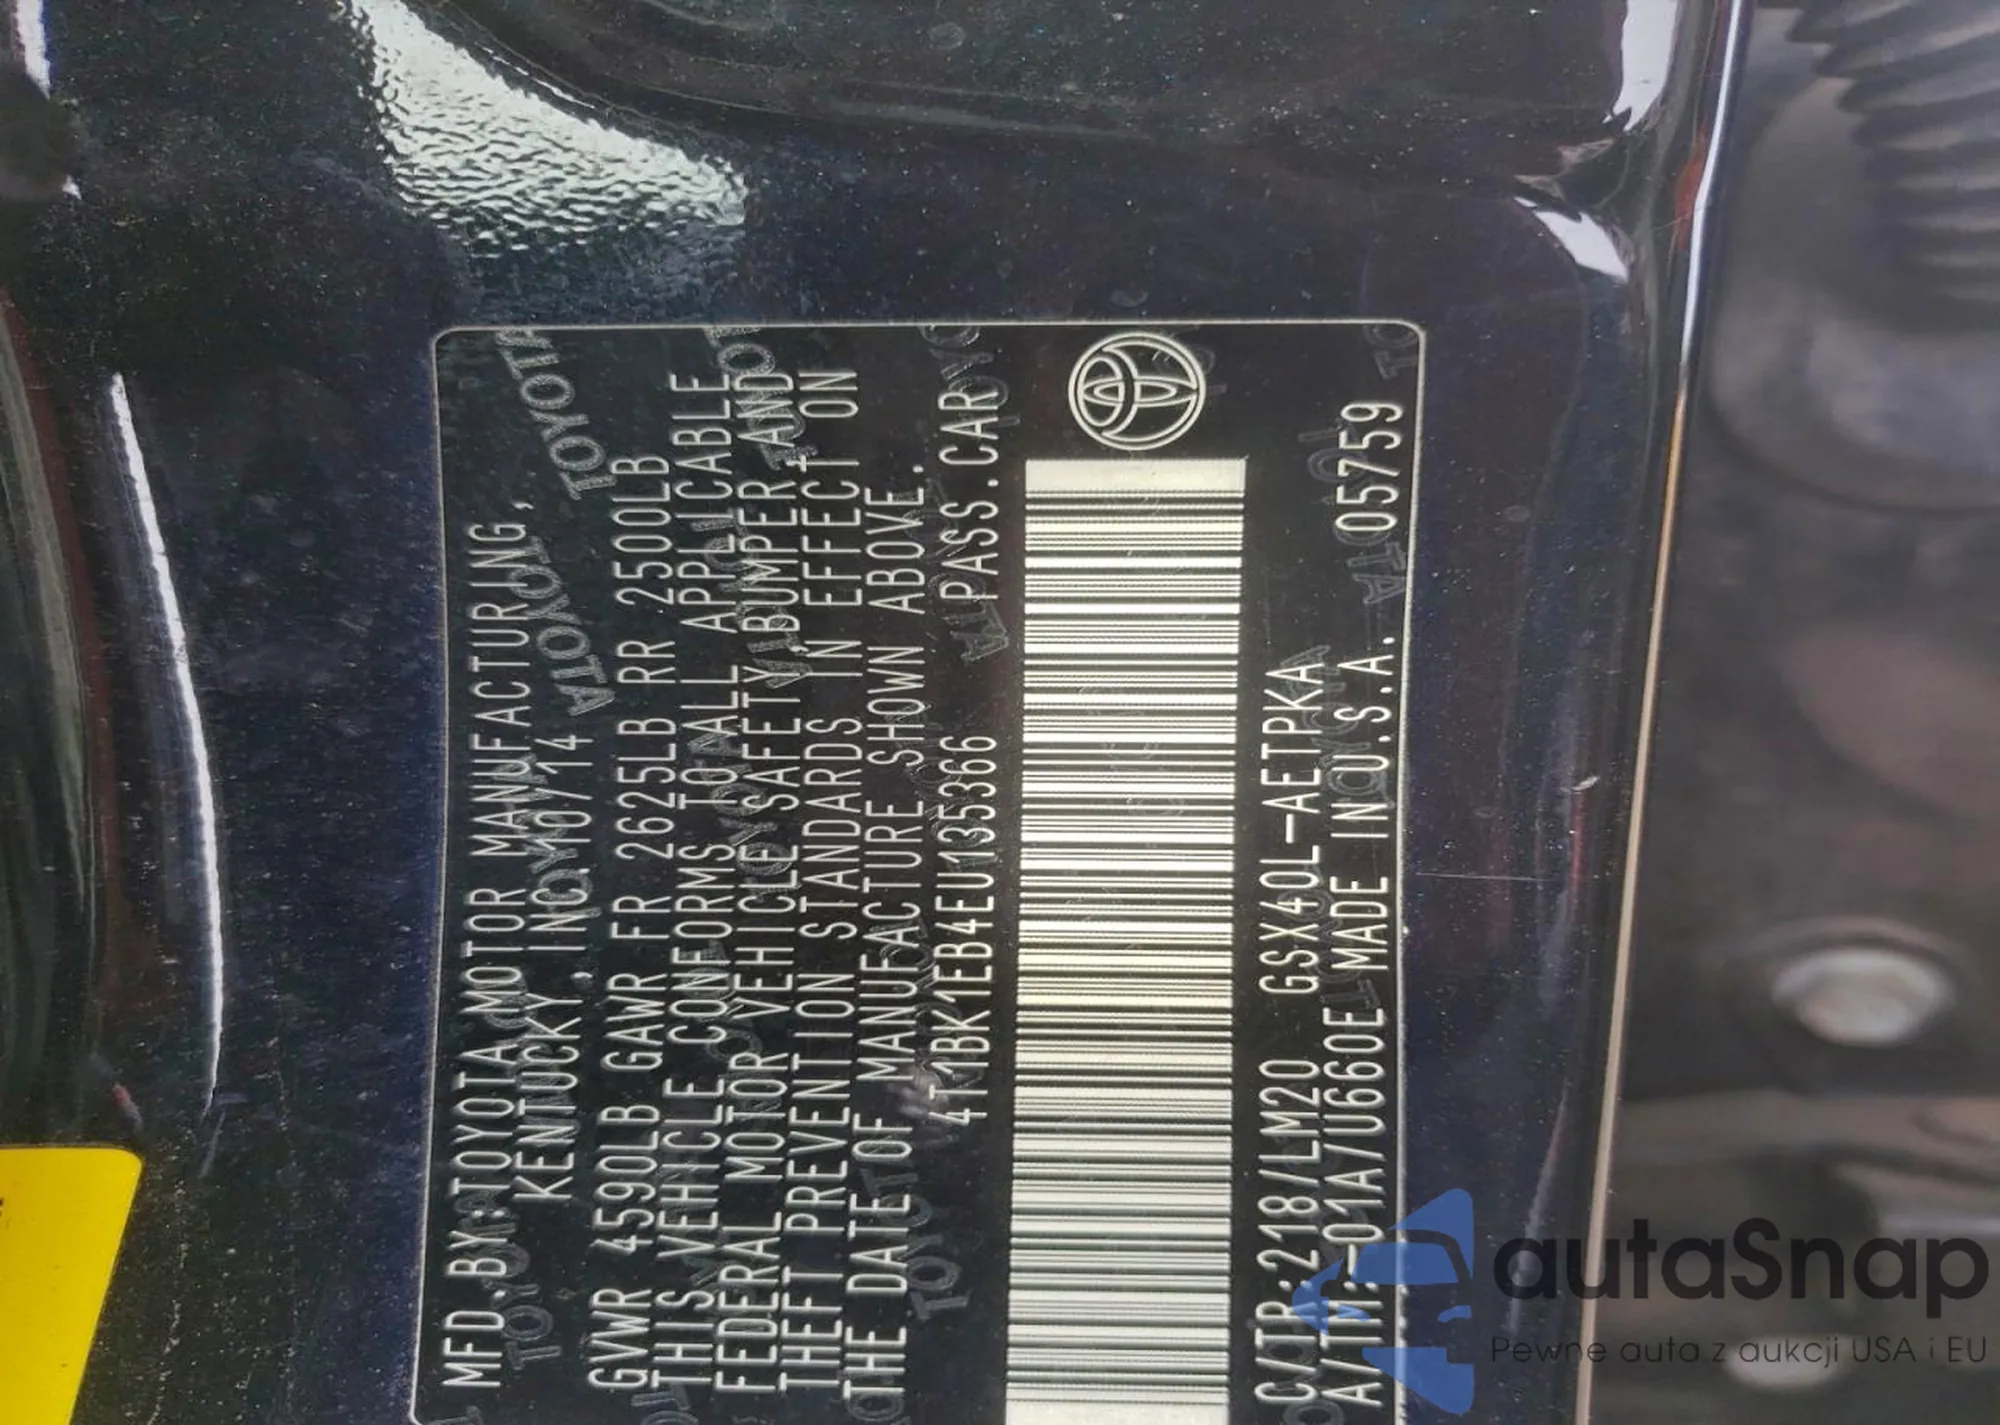 MFD.BY:TOYOTA MOTOR MANUFACTURING,
KENTUCKY, INC. 10/14
GVWR 4590LB GAWR FR 2625LB RR 2500LB
THIS VEHICLE CONFORMS TO ALL APPLICABLE
FEDERAL MOTOR VEHICLE SAFETY, BUMPER, AND
THEFT PREVENTION STANDARDS IN EFFECT ON
THE DATE OF MANUFACTURE SHOWN ABOVE.
4T1BK1EB4EU135366 PASS.CAR
C/TR:218/LM20 GSX40L-AETPKA
A/TM:-01A/U660E MADE IN U.S.A. 05759
autaSnap
Pewne auta z aukcji USA i EU